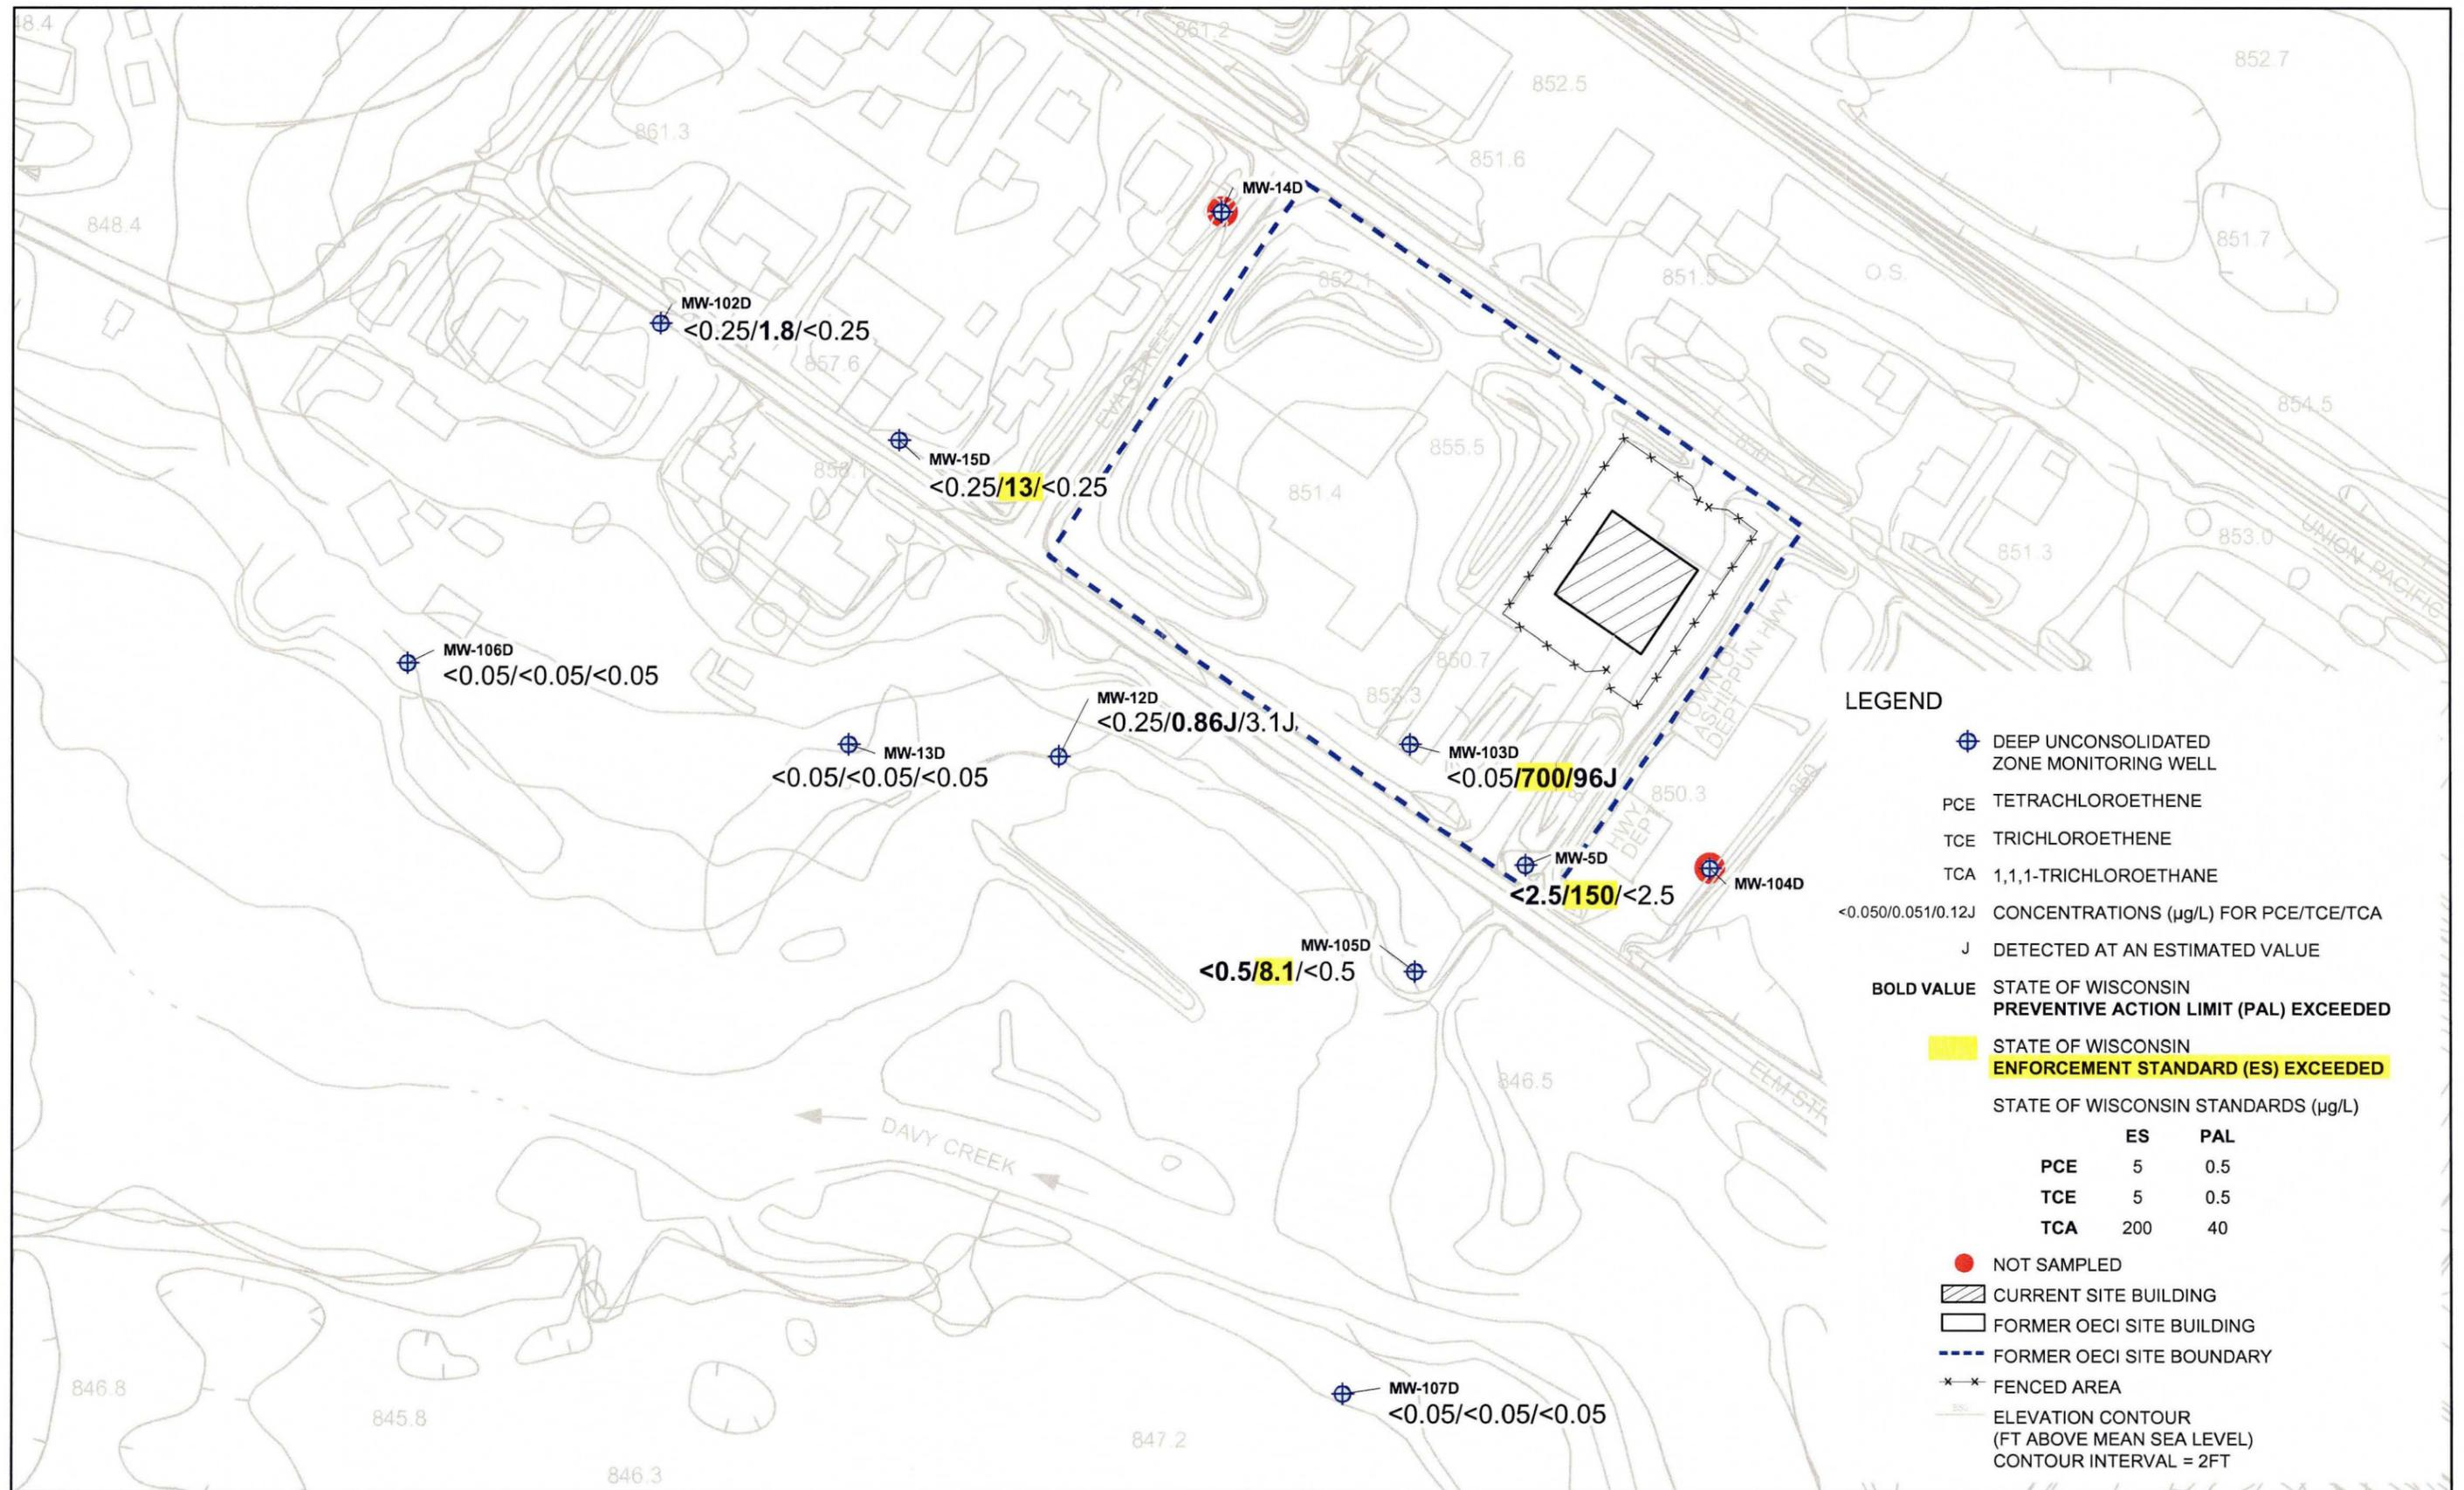 48.4
861.2
852.7
852.5
861.3
851.6
MW-14D
848.4
851.7
852.1
851.5
O.S.
MW-102D
<0.25/1.8/<0.25
857.6
EVA STREET
854.5
855.5
850
MW-15D
<0.25/13/<0.25
851.4
853.0
851.3
UNION PACIFIC
MW-106D
<0.05/<0.05/<0.05
850.7
TOWN OF
ASHIPPUN HWY.
DEPT
MW-12D
<0.25/0.86J/3.1J
MW-13D
<0.05/<0.05/<0.05
MW-103D
<0.05/700/96J
850.3
850
HWY
DEPT
MW-5D
<2.5/150/<2.5
MW-104D
MW-105D
<0.5/8.1/<0.5
846.5
ELM STR
DAVY CREEK
846.8
845.8
MW-107D
<0.05/<0.05/<0.05
847.2
846.3
LEGEND
DEEP UNCONSOLIDATED
ZONE MONITORING WELL
PCE TETRACHLOROETHENE
TCE TRICHLOROETHENE
TCA 1,1,1-TRICHLOROETHANE
<0.050/0.051/0.12J CONCENTRATIONS (µg/L) FOR PCE/TCE/TCA
J DETECTED AT AN ESTIMATED VALUE
BOLD VALUE STATE OF WISCONSIN
PREVENTIVE ACTION LIMIT (PAL) EXCEEDED
STATE OF WISCONSIN
ENFORCEMENT STANDARD (ES) EXCEEDED
STATE OF WISCONSIN STANDARDS (µg/L)
ES PAL
PCE 5 0.5
TCE 5 0.5
TCA 200 40
NOT SAMPLED
CURRENT SITE BUILDING
FORMER OECI SITE BUILDING
FORMER OECI SITE BOUNDARY
FENCED AREA
ELEVATION CONTOUR
(FT ABOVE MEAN SEA LEVEL)
CONTOUR INTERVAL = 2FT